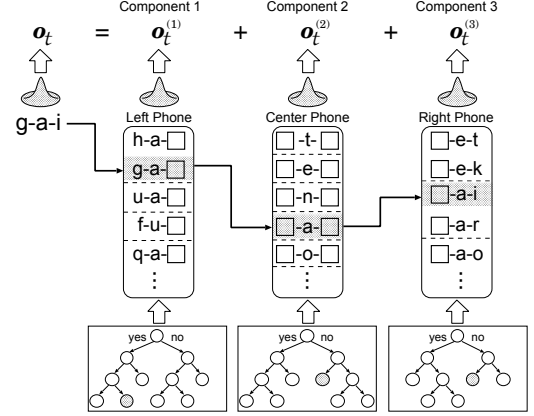 Component 1 Component 2 Component 3
o_t = o_t^(1) + o_t^(2) + o_t^(3)
g-a-i
Left Phone Center Phone Right Phone
h-a-□ □-t-□ □-e-t
g-a-□ □-e-□ □-e-k
u-a-□ □-n-□ □-a-i
f-u-□ □-a-□ □-a-r
q-a-□ □-o-□ □-a-o
⋮ ⋮ ⋮
yes no yes no yes no